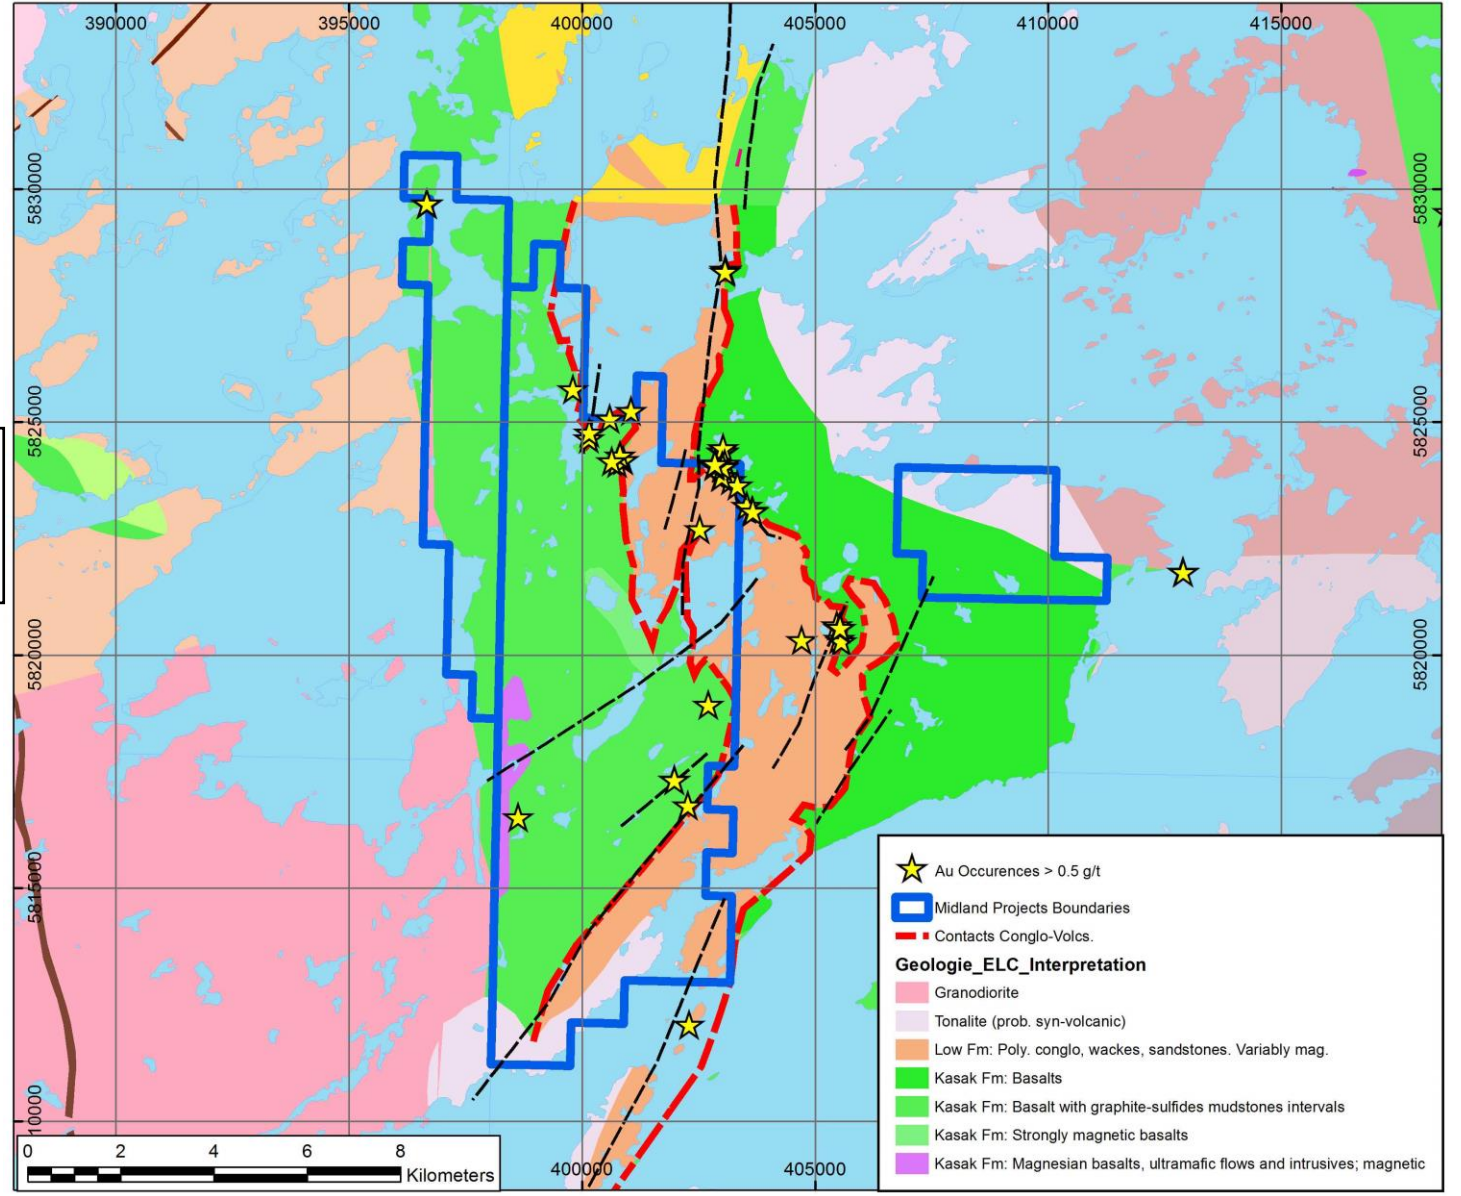 390000 395000 400000 405000 410000 415000
5830000 5830000
5825000 5825000
5820000 5820000
5815000
10000
400000 405000
0 2 4 6 8
Kilometers
Au Occurences > 0.5 g/t
Midland Projects Boundaries
Contacts Conglo-Volcs.
Geologie_ELC_Interpretation
Granodiorite
Tonalite (prob. syn-volcanic)
Low Fm: Poly. conglo, wackes, sandstones. Variably mag.
Kasak Fm: Basalts
Kasak Fm: Basalt with graphite-sulfides mudstones intervals
Kasak Fm: Strongly magnetic basalts
Kasak Fm: Magnesian basalts, ultramafic flows and intrusives; magnetic